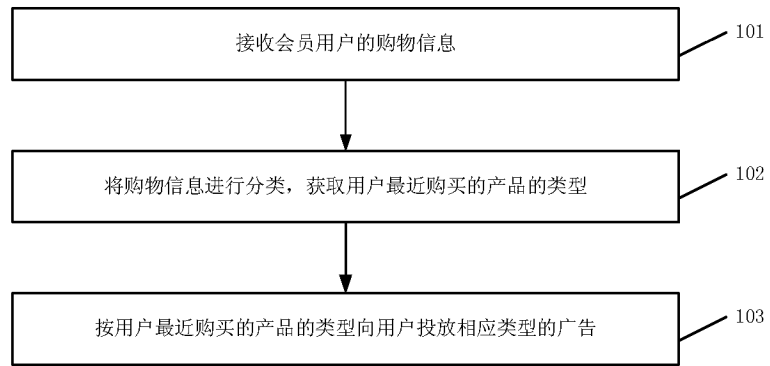 接收会员用户的购物信息
101
将购物信息进行分类，获取用户最近购买的产品的类型
102
按用户最近购买的产品的类型向用户投放相应类型的广告
103